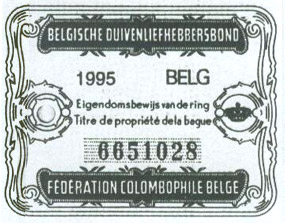 BELGISCHE DUIVENLIEFHEBBERSBOND
1995 BELG
Eigendomsbewijs van de ring
Titre de propriété de la bague
6651028
FÉDÉRATION COLOMBOPHILE BELGE